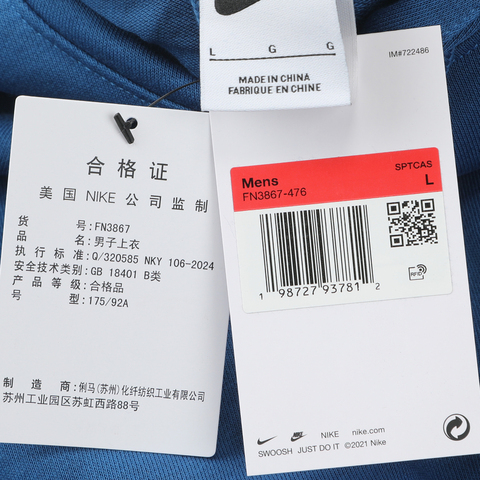 L G G
MADE IN CHINA
FABRIQUE EN CHINE
IM#722486
合格证
美国 NIKE 公司监制
货 号: FN3867
品 名: 男子上衣
执行标准: Q/320585 NKY 106-2024
安全技术类别: GB 18401 B类
产品等级: 合格品
号 型: 175/92A
制造商: 俐马(苏州)化纤纺织工业有限公司
苏州工业园区苏虹东路88号
SPTCAS
Mens L
FN3867-476
1 98727 93781 2
RFID
NIKE nike.com
SWOOSH JUST DO IT ©2021 Nike